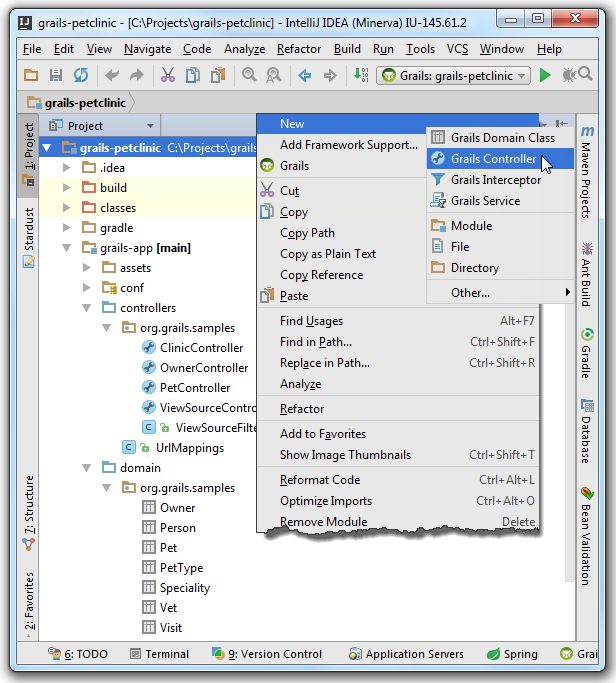 grails-petclinic - [C:\Projects\grails-petclinic] - IntelliJ IDEA (Minerva) IU-145.61.2
File Edit View Navigate Code Analyze Refactor Build Run Tools VCS Window Help
Grails: grails-petclinic
grails-petclinic
Project
grails-petclinic C:\Projects\grails
.idea
build
classes
gradle
grails-app [main]
assets
conf
controllers
org.grails.samples
ClinicController
OwnerController
PetController
ViewSourceContro
ViewSourceFilte
UrlMappings
domain
org.grails.samples
Owner
Person
Pet
PetType
Speciality
Vet
Visit
New
Add Framework Support...
Grails
Cut
Copy
Copy Path
Copy as Plain Text
Copy Reference
Paste
Find Usages Alt+F7
Find in Path... Ctrl+Shift+F
Replace in Path... Ctrl+Shift+R
Analyze
Refactor
Add to Favorites
Show Image Thumbnails Ctrl+Shift+T
Reformat Code Ctrl+Alt+L
Optimize Imports Ctrl+Alt+O
Remove Module Delete
Grails Domain Class
Grails Controller
Grails Interceptor
Grails Service
Module
File
Directory
Other...
1: Project
Stardust
7: Structure
2: Favorites
Maven Projects
Ant Build
Gradle
Database
Bean Validation
6: TODO Terminal 9: Version Control Application Servers Spring Grai